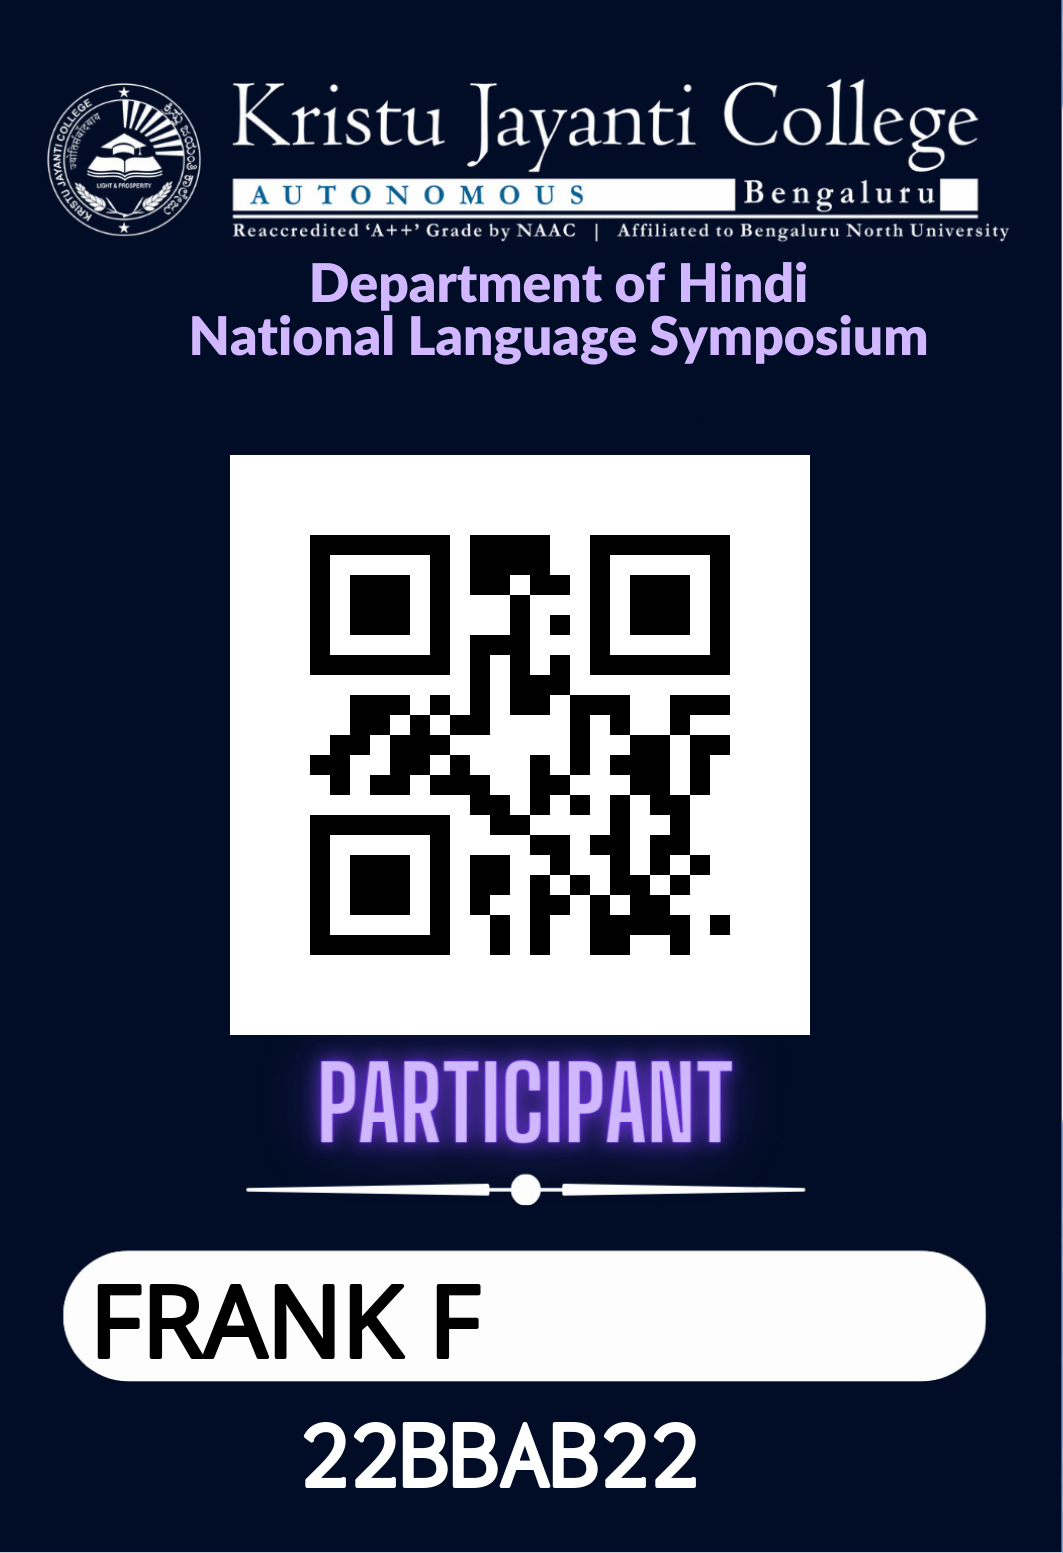 KRISTU JAYANTI COLLEGE
LIGHT & PROSPERITY
Kristu Jayanti College
AUTONOMOUS Bengaluru
Reaccredited ‘A++’ Grade by NAAC | Affiliated to Bengaluru North University
Department of Hindi
National Language Symposium
PARTICIPANT
FRANK F
22BBAB22